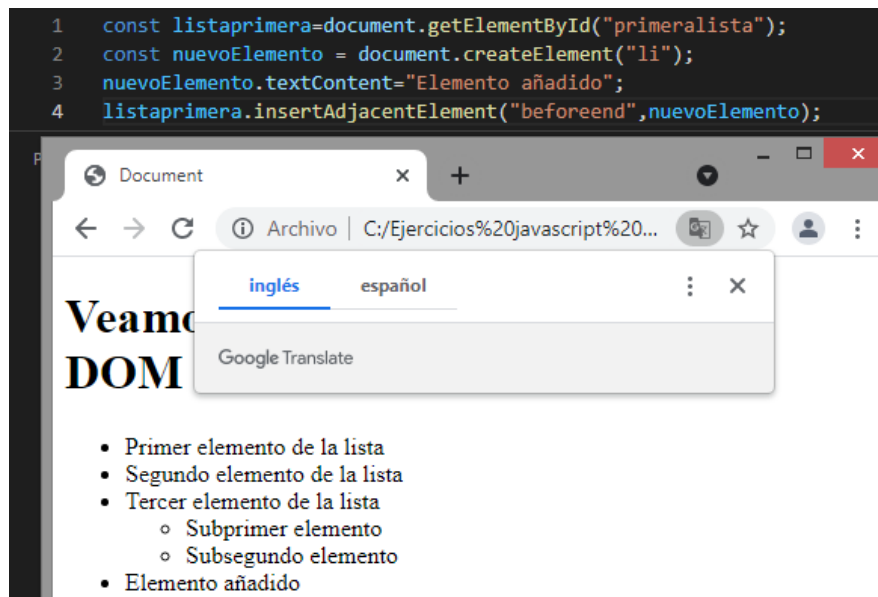 1 const listaprimera=document.getElementById("primeralista");
2 const nuevoElemento = document.createElement("li");
3 nuevoElemento.textContent="Elemento añadido";
4 listaprimera.insertAdjacentElement("beforeend",nuevoElemento);
P
Document
Archivo | C:/Ejercicios%20javascript%20...
inglés español
Google Translate
DOM
• Primer elemento de la lista
• Segundo elemento de la lista
• Tercer elemento de la lista
◦ Subprimer elemento
◦ Subsegundo elemento
• Elemento añadido